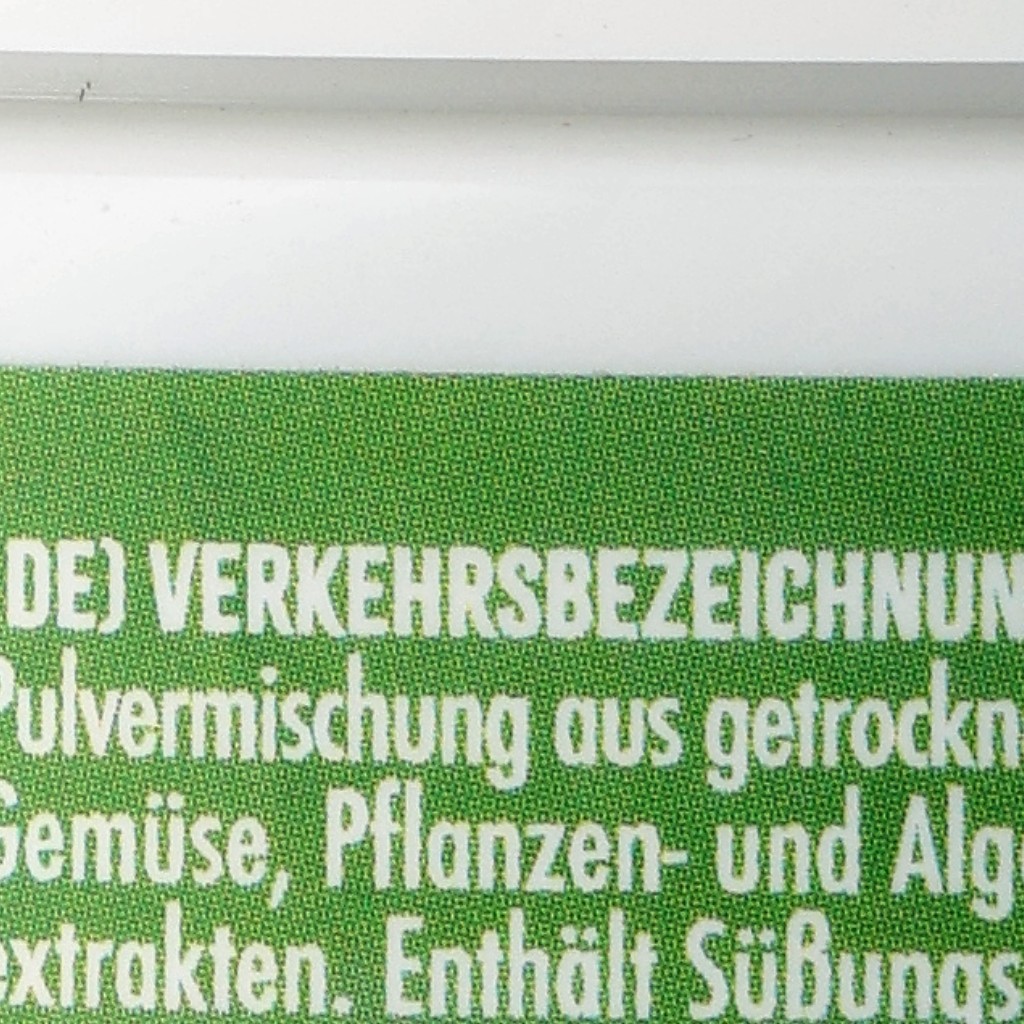 DE) VERKEHRSBEZEICHNUN
Pulvermischung aus getrockn
Gemüse, Pflanzen- und Alg
extrakten. Enthält Süßungs